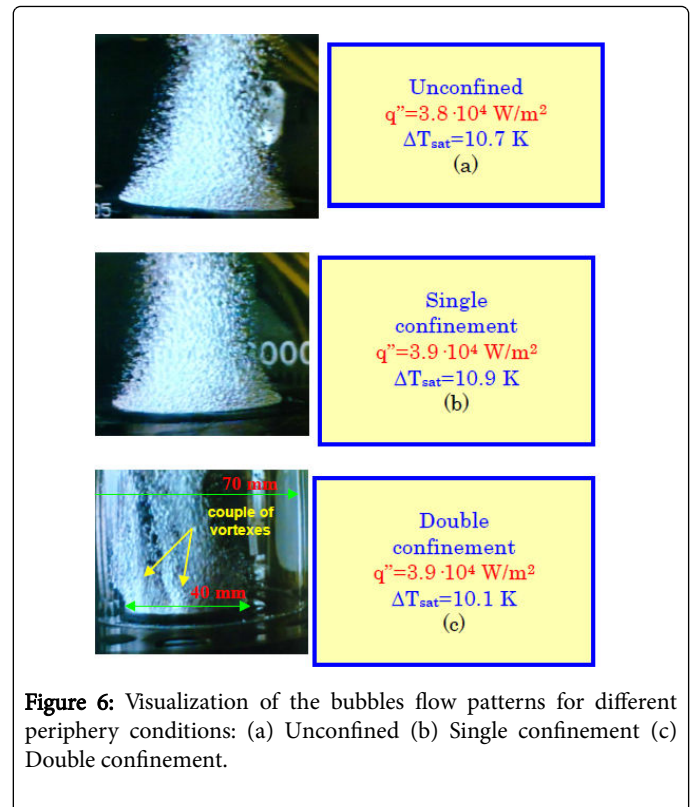 05
Unconfined
q”=3.8·10⁴ W/m²
ΔTsat=10.7 K
(a)
000
Single
confinement
q”=3.9·10⁴ W/m²
ΔTsat=10.9 K
(b)
70 mm
couple of
vortexes
40 mm
Double
confinement
q”=3.9·10⁴ W/m²
ΔTsat=10.1 K
(c)
Figure 6: Visualization of the bubbles flow patterns for different
periphery conditions: (a) Unconfined (b) Single confinement (c)
Double confinement.